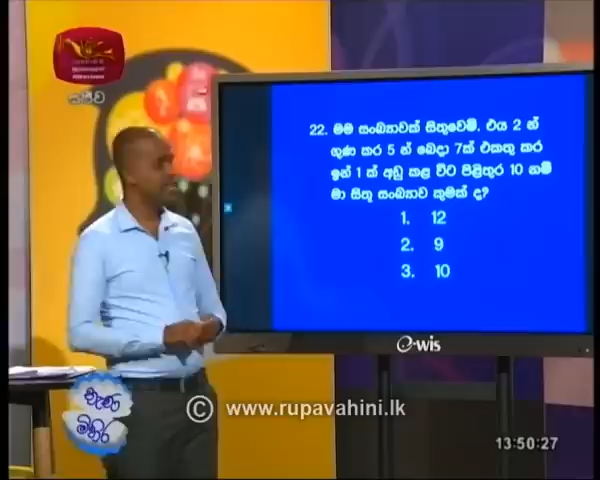 සජීව
22. මම සංඛ්‍යාවක් සිතුවෙමි. එය 2 න්
ගුණ කර 5 න් බෙදා 7ක් එකතු කර
ඉන් 1 ක් අඩු කළ විට පිළිතුර 10 නම්
මා සිතූ සංඛ්‍යාව කුමක් ද?
1. 12
2. 9
3. 10
e-wis
නැණ
මිහිර
© www.rupavahini.lk
13:50:27